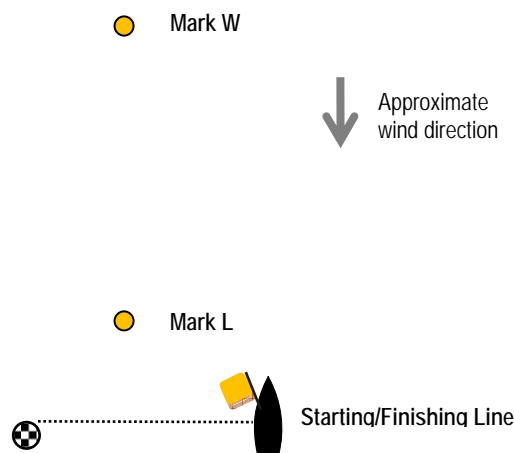 Mark W
Approximate
wind direction
Mark L
Starting/Finishing Line